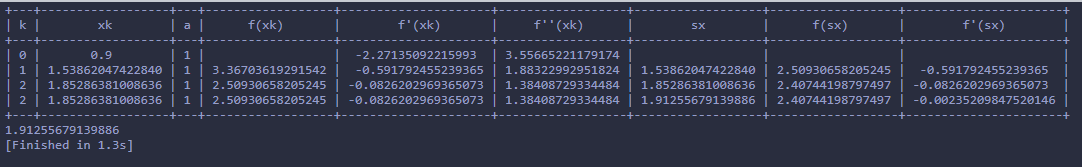 +---+------------------+---+------------------+--------------------+------------------+------------------+------------------+----------------------+
| k |        xk        | a |      f(xk)       |       f'(xk)       |      f''(xk)     |        sx        |      f(sx)       |        f'(sx)        |
+---+------------------+---+------------------+--------------------+------------------+------------------+------------------+----------------------+
| 0 |       0.9        | 1 |                  | -2.27135092215993  | 3.55665221179174 |                  |                  |                      |
| 1 | 1.53862047422840 | 1 | 3.36703619291542 | -0.591792455239365 | 1.88322992951824 | 1.53862047422840 | 2.50930658205245 |  -0.591792455239365  |
| 2 | 1.85286381008636 | 1 | 2.50930658205245 | -0.0826202969365073 | 1.38408729334484 | 1.85286381008636 | 2.40744198797497 | -0.0826202969365073 |
| 2 | 1.85286381008636 | 1 | 2.50930658205245 | -0.0826202969365073 | 1.38408729334484 | 1.91255679139886 | 2.40744198797497 | -0.00235209847520146 |
+---+------------------+---+------------------+--------------------+------------------+------------------+------------------+----------------------+
1.91255679139886
[Finished in 1.3s]